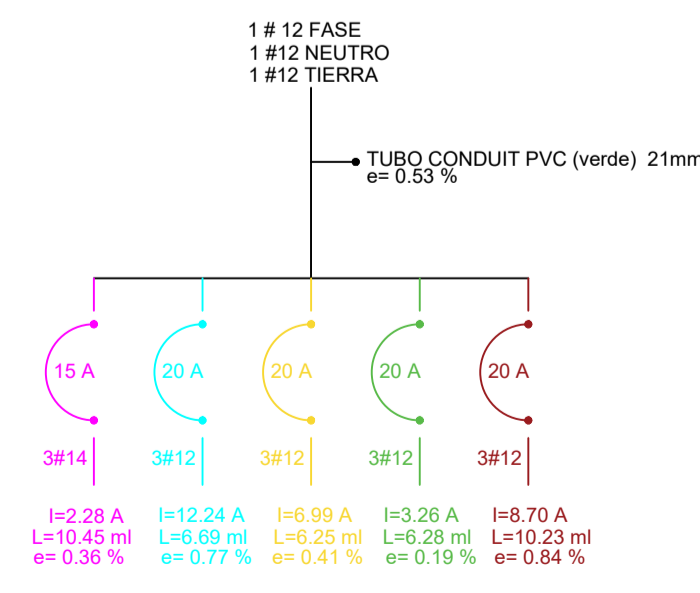 1 # 12 FASE
1 #12 NEUTRO
1 #12 TIERRA
TUBO CONDUIT PVC (verde) 21mm
e= 0.53 %
15 A
20 A
20 A
20 A
20 A
3#14
3#12
3#12
3#12
3#12
I=2.28 A
L=10.45 ml
e= 0.36 %
I=12.24 A
L=6.69 ml
e= 0.77 %
I=6.99 A
L=6.25 ml
e= 0.41 %
I=3.26 A
L=6.28 ml
e= 0.19 %
I=8.70 A
L=10.23 ml
e= 0.84 %